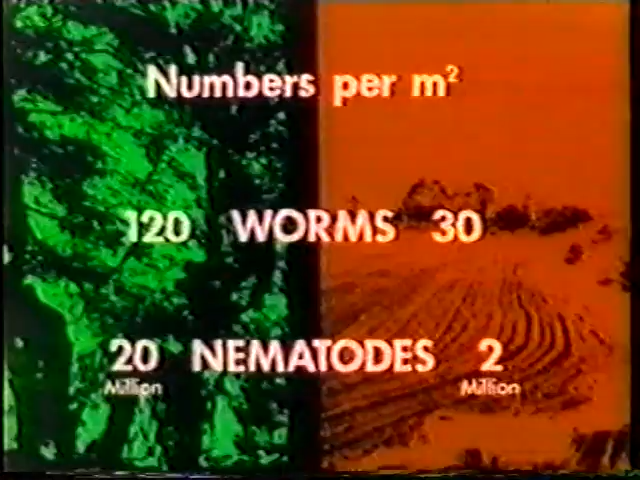 Numbers per m²
120 WORMS 30
20 NEMATODES 2
Million Million